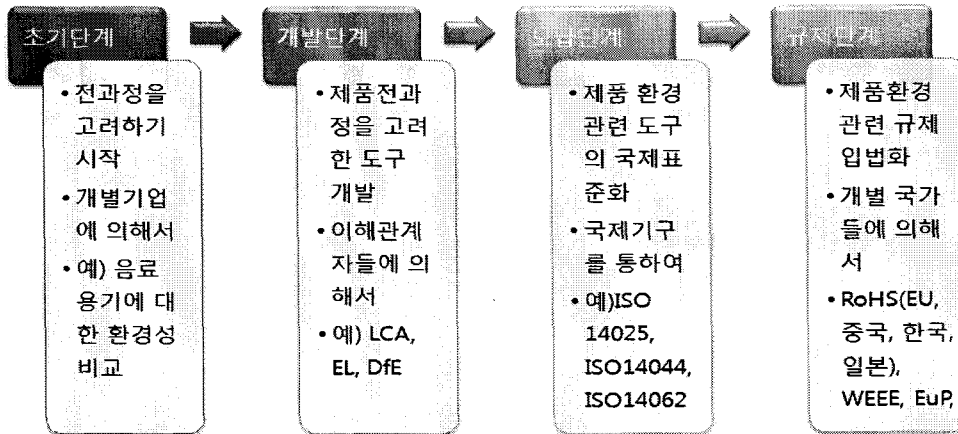 초기단계
• 전과정을
고려하기
시작
• 개별기업
에 의해서
• 예) 음료
용기에 대
한 환경성
비교
개발단계
• 제품전과
정을 고려
한 도구
개발
• 이해관계
자들에 의
해서
• 예) LCA,
EL, DfE
보급단계
• 제품 환경
관련 도구
의 국제표
준화
• 국제기구
를 통하여
• 예)ISO
14025,
ISO14044,
ISO14062
규제단계
• 제품환경
관련 규제
입법화
• 개별 국가
들에 의해
서
• RoHS(EU,
중국, 한국,
일본),
WEEE, EuP,